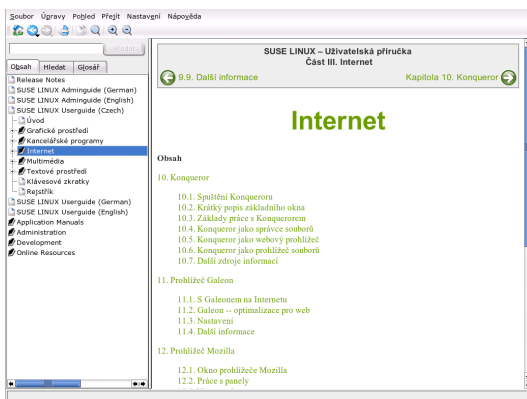 Soubor Úpravy Pohled Přejít Nastavení Nápověda
Hledat
Obsah Hledat Glosář
Release Notes
SUSE LINUX Adminguide (German)
SUSE LINUX Adminguide (English)
SUSE LINUX Userguide (Czech)
Úvod
Grafické prostředí
Kancelářské programy
Internet
Multimédia
Textové prostředí
Klávesové zkratky
Rejstřík
SUSE LINUX Userguide (German)
SUSE LINUX Userguide (English)
Application Manuals
Administration
Development
Online Resources
SUSE LINUX – Uživatelská příručka
Část III. Internet
9.9. Další informace
Kapitola 10. Konqueror
Internet
Obsah
10. Konqueror
10.1. Spuštění Konqueroru
10.2. Krátký popis základního okna
10.3. Základy práce s Konquerorem
10.4. Konqueror jako správce souborů
10.5. Konqueror jako webový prohlížeč
10.6. Konqueror jako prohlížeč souborů
10.7. Další zdroje informací
11. Prohlížeč Galeon
11.1. S Galeonem na Internetu
11.2. Galeon -- optimalizace pro web
11.3. Nastavení
11.4. Další informace
12. Prohlížeč Mozilla
12.1. Okno prohlížeče Mozilla
12.2. Práce s panely